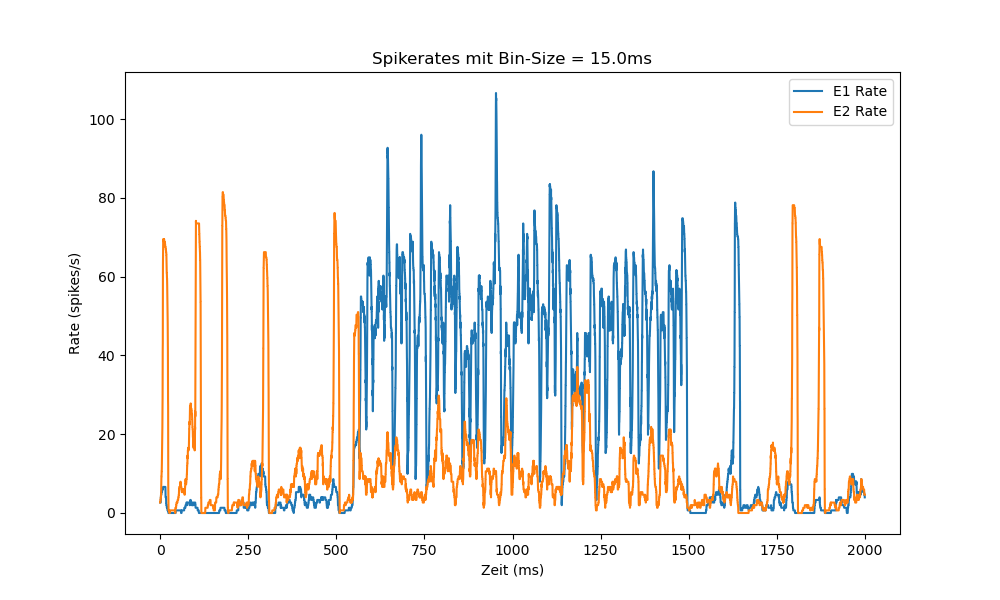 Spikerates mit Bin-Size = 15.0ms
E1 Rate
E2 Rate
Rate (spikes/s)
100
80
60
40
20
0
0 250 500 750 1000 1250 1500 1750 2000
Zeit (ms)